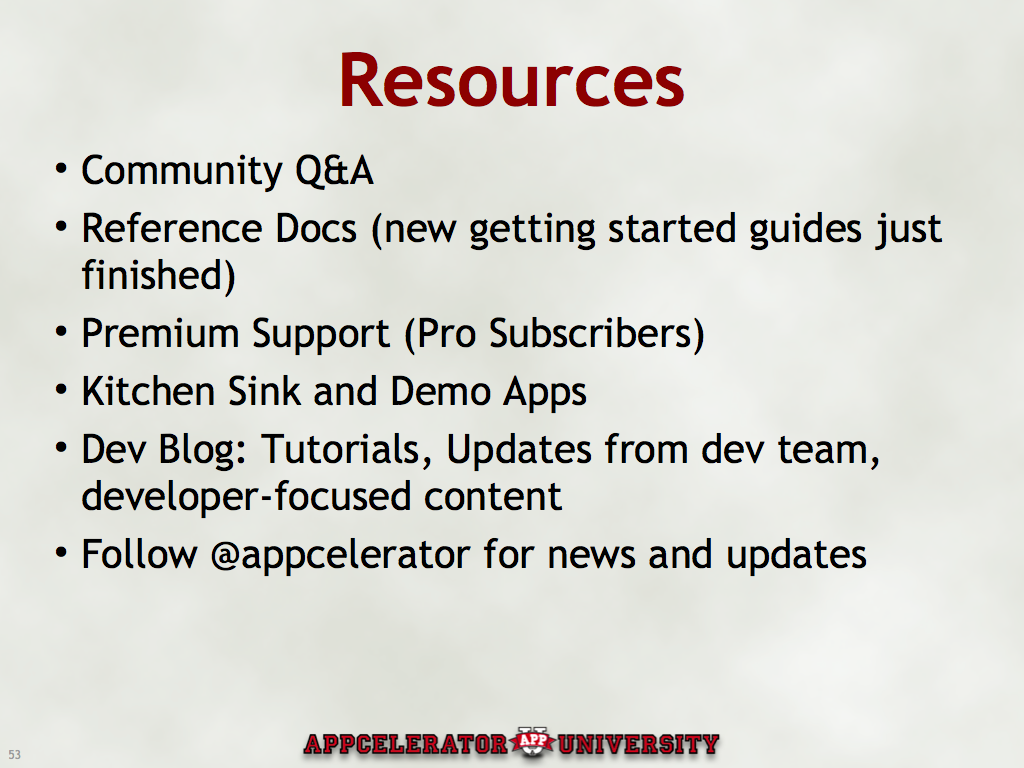 Resources
• Community Q&A
• Reference Docs (new getting started guides just
finished)
• Premium Support (Pro Subscribers)
• Kitchen Sink and Demo Apps
• Dev Blog: Tutorials, Updates from dev team,
developer-focused content
• Follow @appcelerator for news and updates
53
APPCELERATOR U APP UNIVERSITY